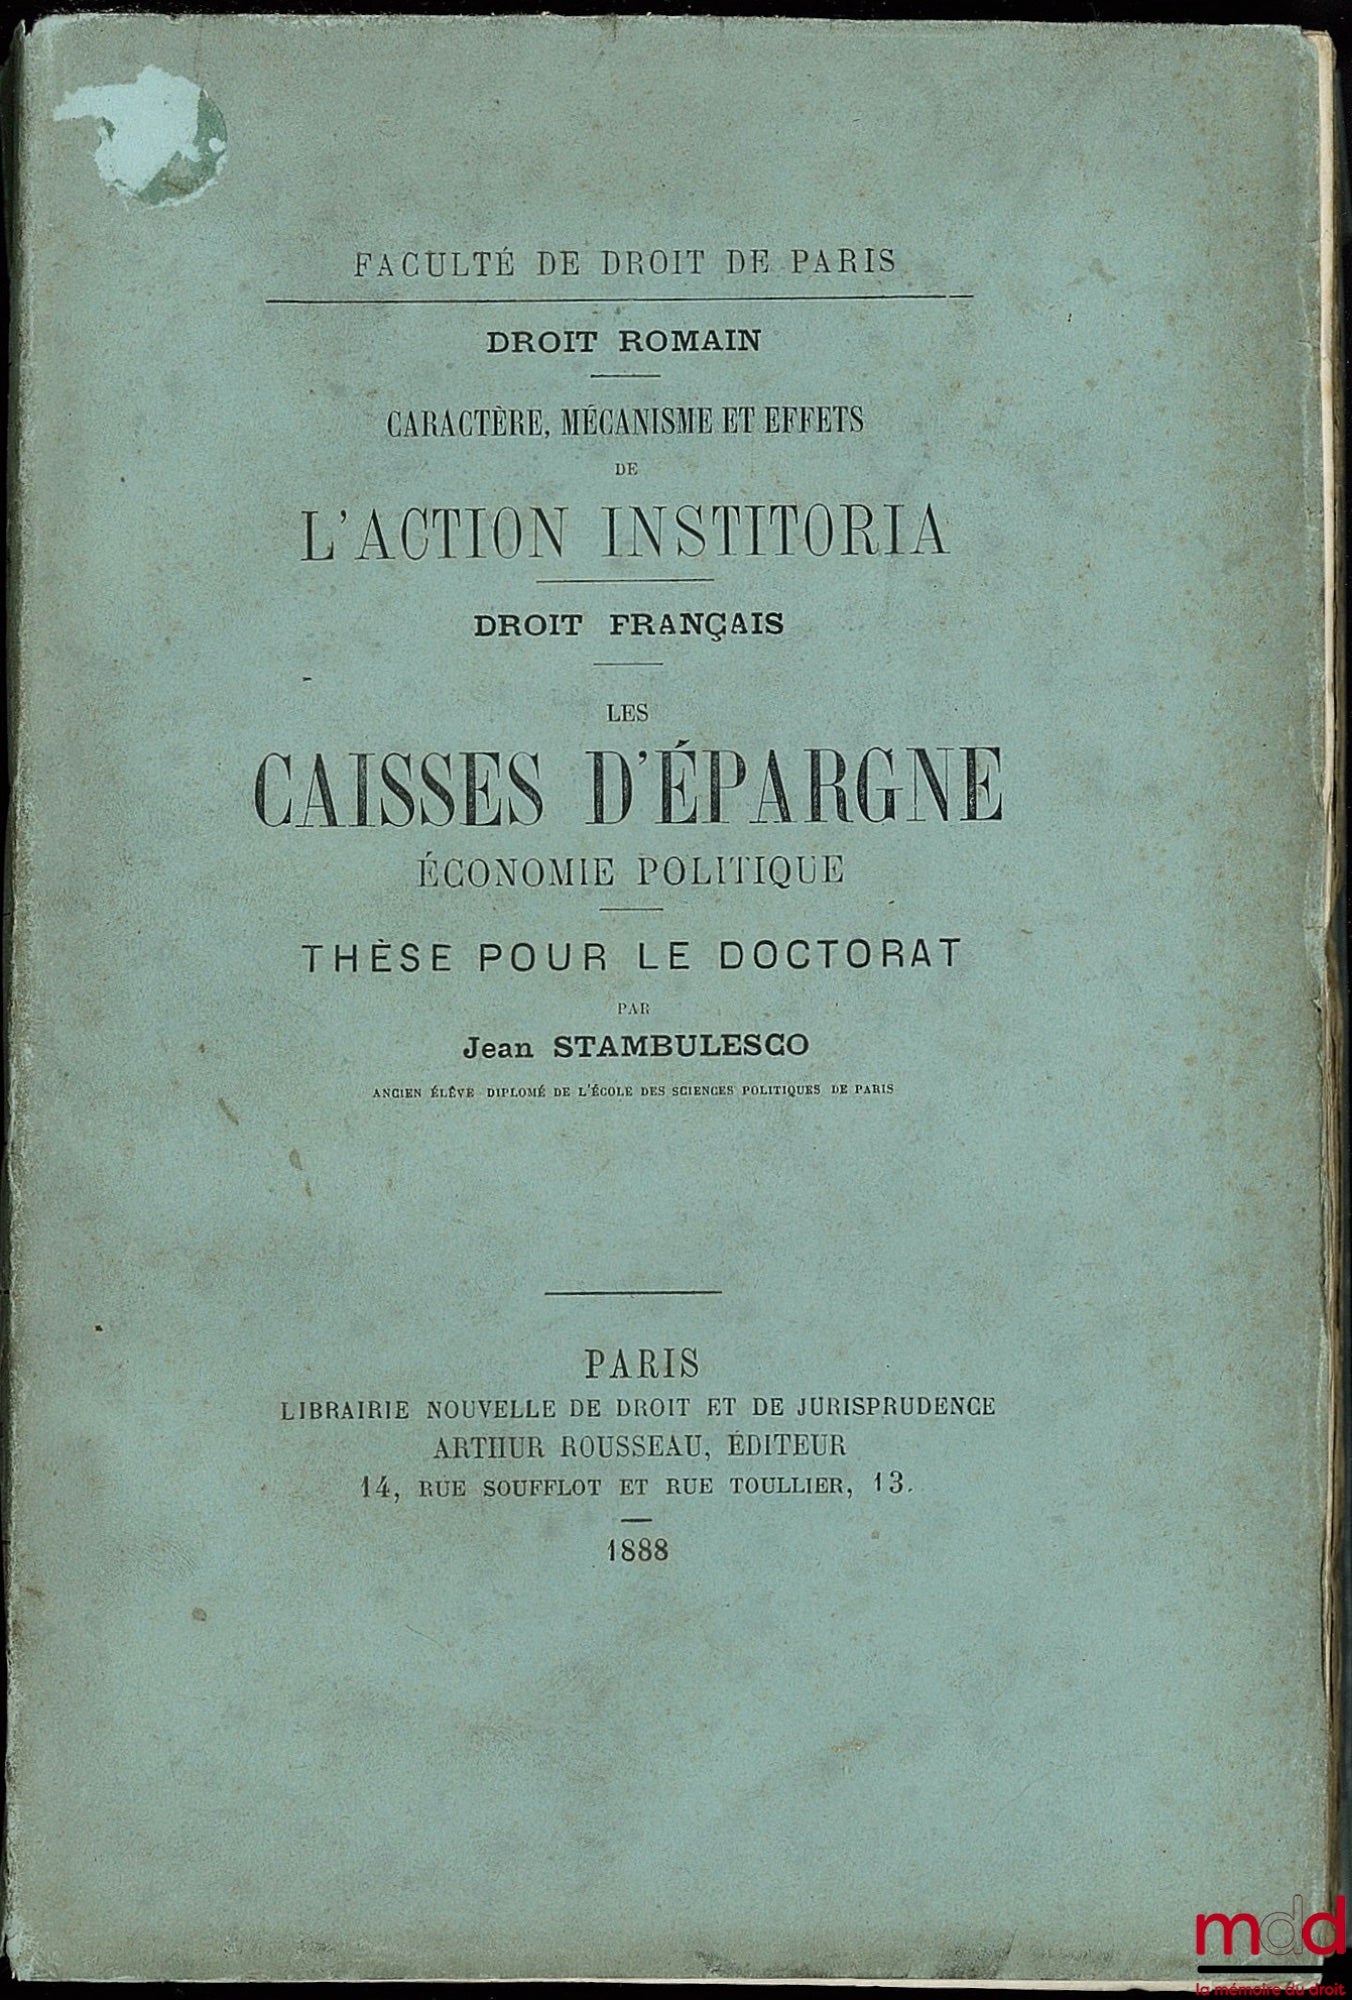 FACULTÉ DE DROIT DE PARIS
DROIT ROMAIN
CARACTÈRE, MÉCANISME ET EFFETS
DE
L'ACTION INSTITORIA
DROIT FRANÇAIS
LES
CAISSES D'ÉPARGNE
ÉCONOMIE POLITIQUE
THÈSE POUR LE DOCTORAT
PAR
Jean STAMBULESCO
ANCIEN ÉLÊVE DIPLOMÉ DE L'ÉCOLE DES SCIENCES POLITIQUES DE PARIS
PARIS
LIBRAIRIE NOUVELLE DE DROIT ET DE JURISPRUDENCE
ARTHUR ROUSSEAU, ÉDITEUR
14, RUE SOUFFLOT ET RUE TOULLIER, 13.
1888
mdd
la mémoire du droit